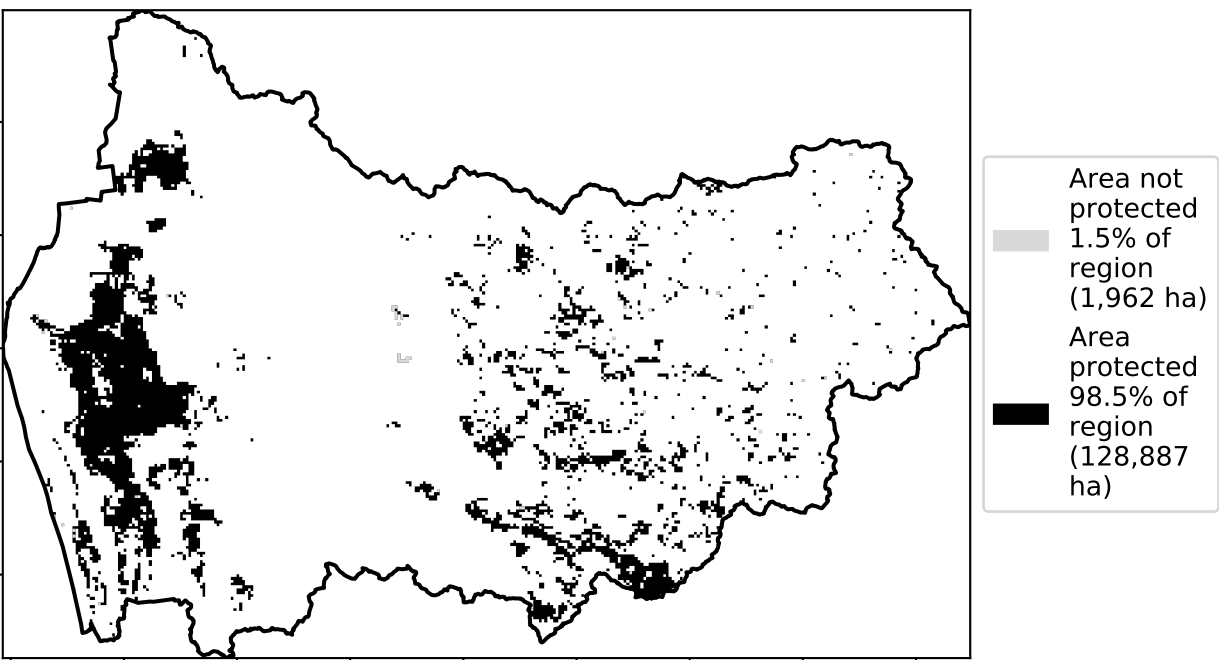 Area not
protected
1.5% of
region
(1,962 ha)
Area
protected
98.5% of
region
(128,887
ha)